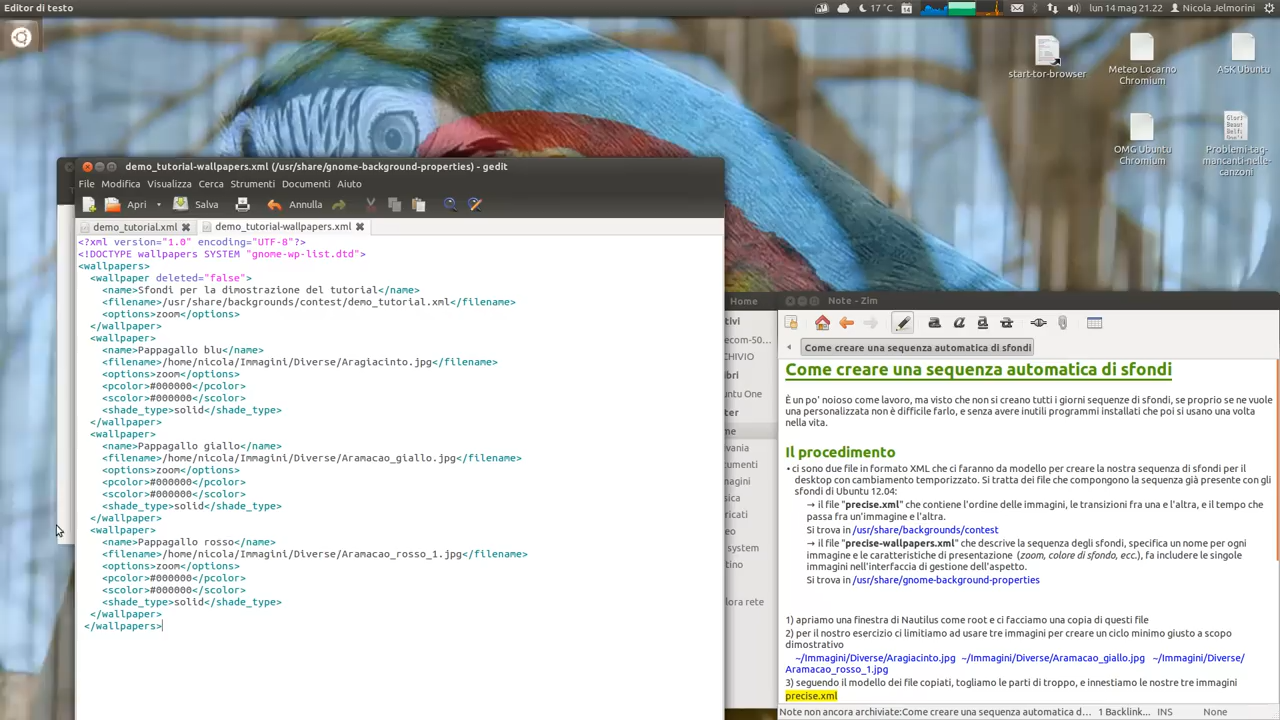 Editor di testo
17 °C
14
lun 14 mag 21.22
Nicola Jelmorini
start-tor-browser
Meteo Locarno
Chromium
ASK Ubuntu
OMG Ubuntu
Chromium
Problemi-tag-
mancanti-nelle-
canzoni
demo_tutorial-wallpapers.xml (/usr/share/gnome-background-properties) - gedit
File Modifica Visualizza Cerca Strumenti Documenti Aiuto
Apri Salva Annulla
demo_tutorial.xml demo_tutorial-wallpapers.xml
<?xml version="1.0" encoding="UTF-8"?>
<!DOCTYPE wallpapers SYSTEM "gnome-wp-list.dtd">
<wallpapers>
  <wallpaper deleted="false">
    <name>Sfondi per la dimostrazione del tutorial</name>
    <filename>/usr/share/backgrounds/contest/demo_tutorial.xml</filename>
    <options>zoom</options>
  </wallpaper>
  <wallpaper>
    <name>Pappagallo blu</name>
    <filename>/home/nicola/Immagini/Diverse/Aragiacinto.jpg</filename>
    <options>zoom</options>
    <pcolor>#000000</pcolor>
    <scolor>#000000</scolor>
    <shade_type>solid</shade_type>
  </wallpaper>
  <wallpaper>
    <name>Pappagallo giallo</name>
    <filename>/home/nicola/Immagini/Diverse/Aramacao_giallo.jpg</filename>
    <options>zoom</options>
    <pcolor>#000000</pcolor>
    <scolor>#000000</scolor>
    <shade_type>solid</shade_type>
  </wallpaper>
  <wallpaper>
    <name>Pappagallo rosso</name>
    <filename>/home/nicola/Immagini/Diverse/Aramacao_rosso_1.jpg</filename>
    <options>zoom</options>
    <pcolor>#000000</pcolor>
    <scolor>#000000</scolor>
    <shade_type>solid</shade_type>
  </wallpaper>
 </wallpapers>
Home
tivi
ecom-50...
CHIVIO
bri
untu One
ter
me
vania
cumenti
magini
sica
ricati
eo
system
tino
lora rete
Note - Zim
Come creare una sequenza automatica di sfondi
Come creare una sequenza automatica di sfondi
È un po' noioso come lavoro, ma visto che non si creano tutti i giorni sequenze di sfondi, se proprio se ne vuole
una personalizzata non è difficile farlo, e senza avere inutili programmi installati che poi si usano una volta
nella vita.
Il procedimento
• ci sono due file in formato XML che ci faranno da modello per creare la nostra sequenza di sfondi per il
desktop con cambiamento temporizzato. Si tratta dei file che compongono la sequenza già presente con gli
sfondi di Ubuntu 12.04:
→ il file "precise.xml" che contiene l'ordine delle immagini, le transizioni fra una e l'altra, e il tempo che
passa fra un'immagine e l'altra.
Si trova in /usr/share/backgrounds/contest
→ il file "precise-wallpapers.xml" che descrive la sequenza degli sfondi, specifica un nome per ogni
immagine e le caratteristiche di presentazione (zoom, colore di sfondo, ecc.), fa includere le singole
immagini nell'interfaccia di gestione dell'aspetto.
Si trova in /usr/share/gnome-background-properties
1) apriamo una finestra di Nautilus come root e ci facciamo una copia di questi file
2) per il nostro esercizio ci limitiamo ad usare tre immagini per creare un ciclo minimo giusto a scopo
dimostrativo
~/Immagini/Diverse/Aragiacinto.jpg ~/Immagini/Diverse/Aramacao_giallo.jpg ~/Immagini/Diverse/
Aramacao_rosso_1.jpg
3) seguendo il modello dei file copiati, togliamo le parti di troppo, e innestiamo le nostre tre immagini
precise.xml
Note non ancora archiviate:Come creare una sequenza automatica d... 1 Backlink... INS None